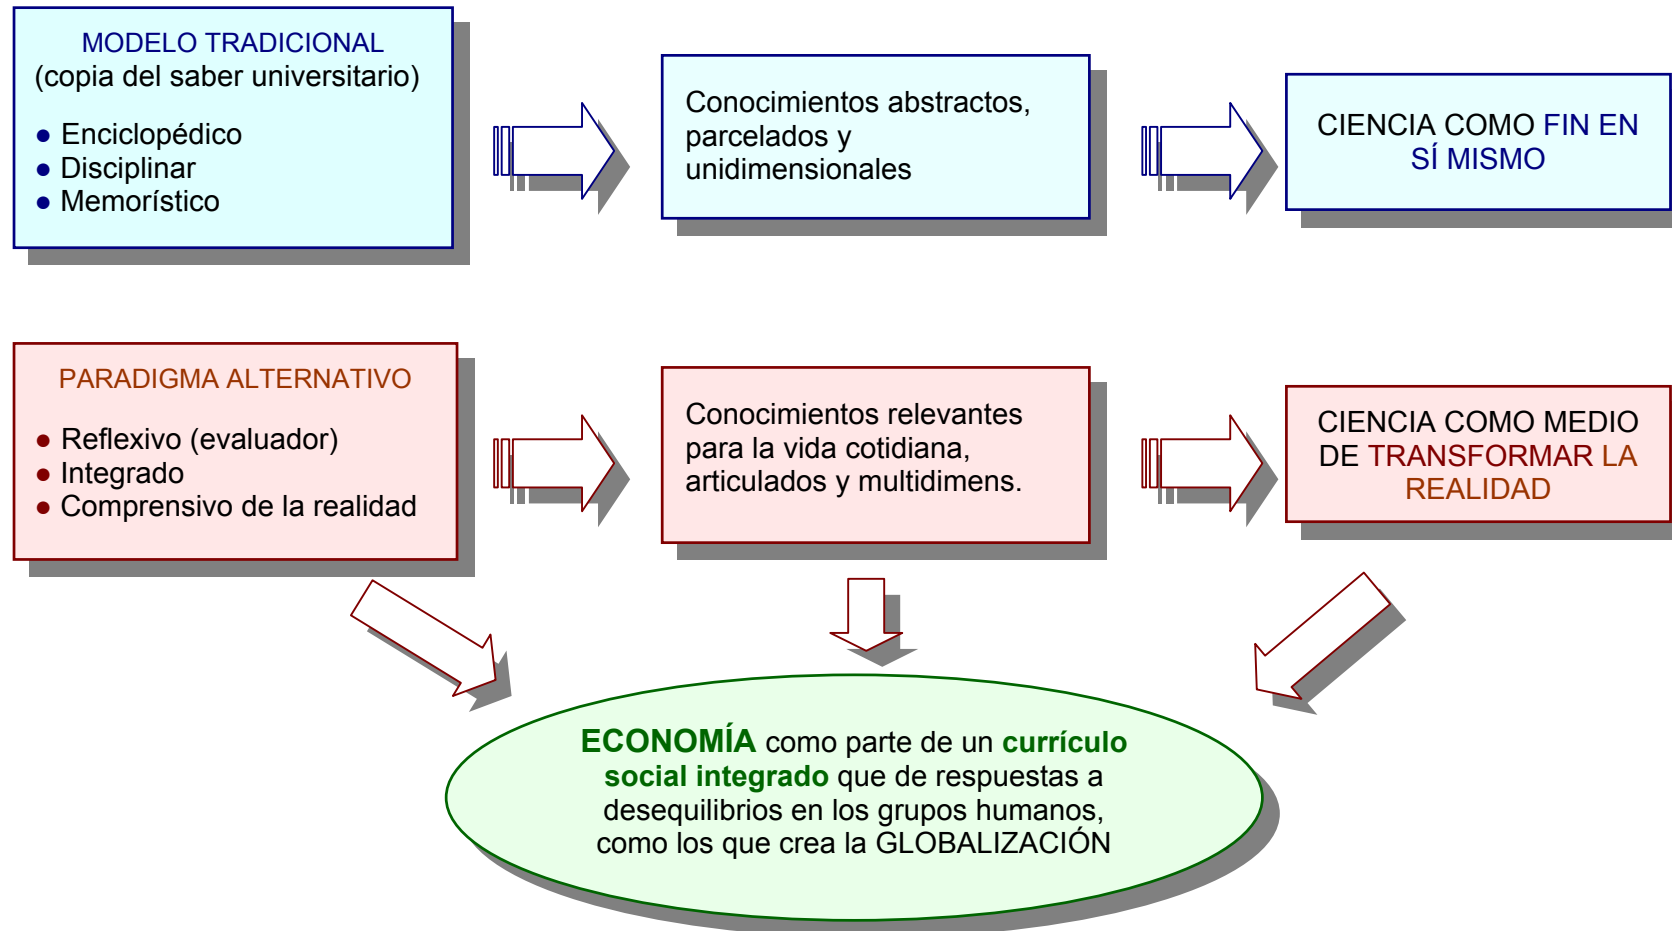 MODELO TRADICIONAL
(copia del saber universitario)
● Enciclopédico
● Disciplinar
● Memorístico
Conocimientos abstractos,
parcelados y
unidimensionales
CIENCIA COMO FIN EN
SÍ MISMO
PARADIGMA ALTERNATIVO
● Reflexivo (evaluador)
● Integrado
● Comprensivo de la realidad
Conocimientos relevantes
para la vida cotidiana,
articulados y multidimens.
CIENCIA COMO MEDIO
DE TRANSFORMAR LA
REALIDAD
ECONOMÍA como parte de un currículo
social integrado que de respuestas a
desequilibrios en los grupos humanos,
como los que crea la GLOBALIZACIÓN